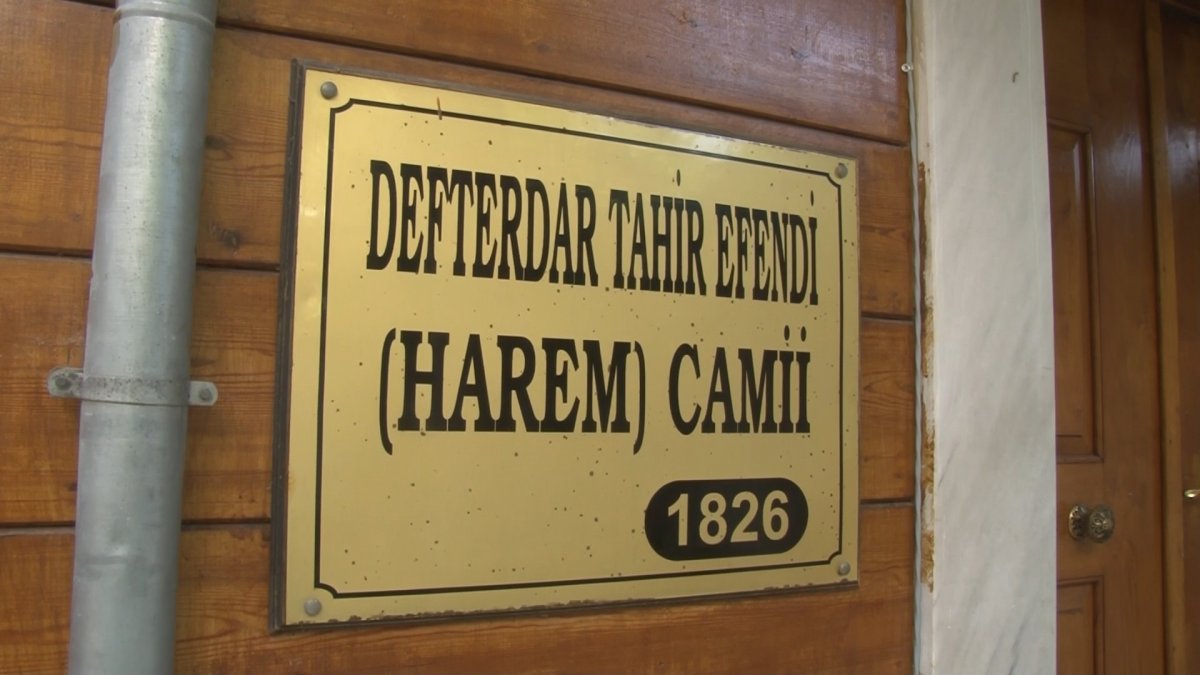 DEFTERDAR TAHİR EFENDİ
(HAREM) CAMİİ
1826